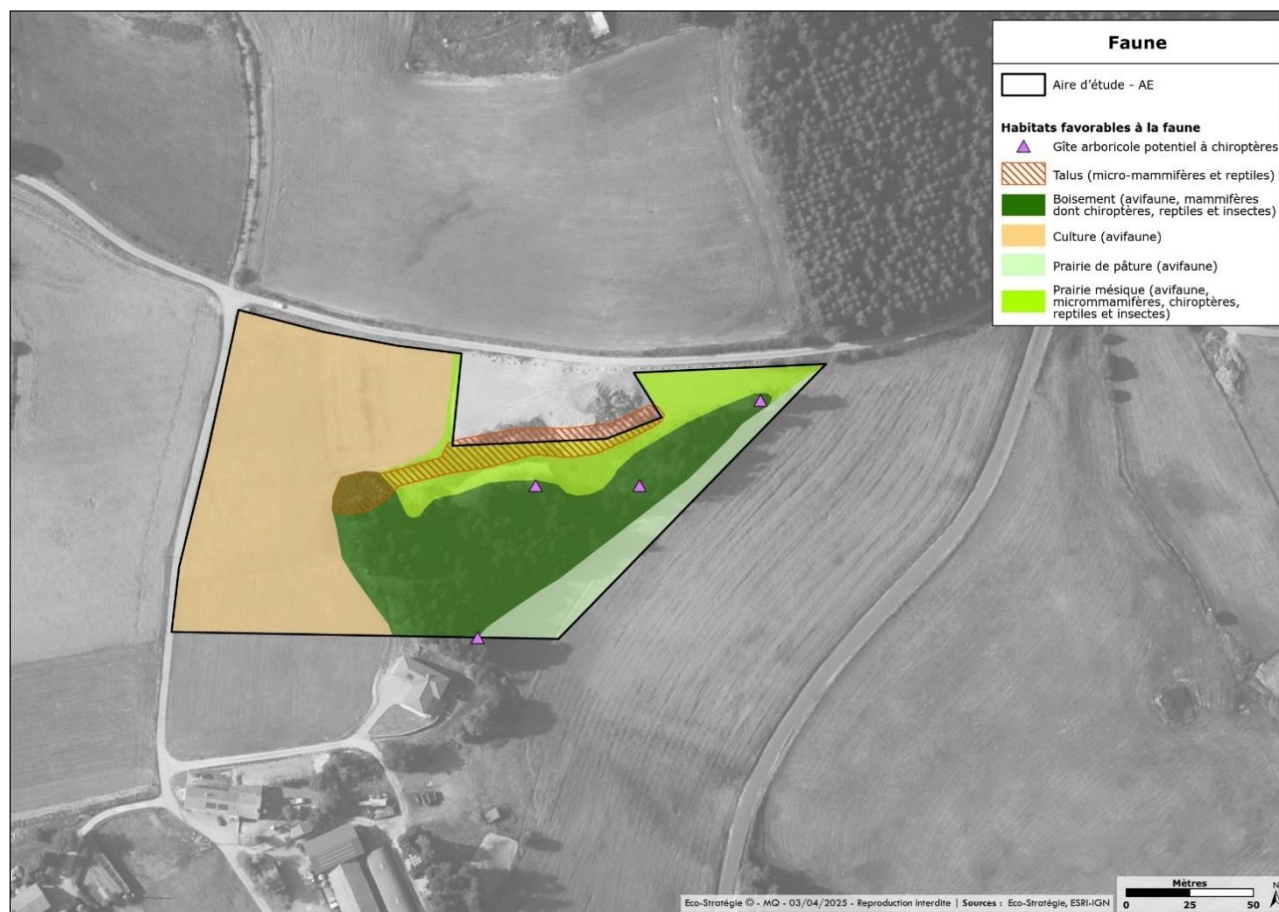 Faune
Aire d'étude - AE
Habitats favorables à la faune
Gîte arboricole potentiel à chiroptères
Talus (micro-mammifères et reptiles)
Boisement (avifaune, mammifères
dont chiroptères, reptiles et insectes)
Culture (avifaune)
Prairie de pâture (avifaune)
Prairie mésique (avifaune,
micrommamifères, chiroptères,
reptiles et insectes)
Eco-Stratégie © - MQ - 03/04/2025 - Reproduction interdite | Sources : Eco-Stratégie, ESRI-IGN
Mètres
0 25 50
N